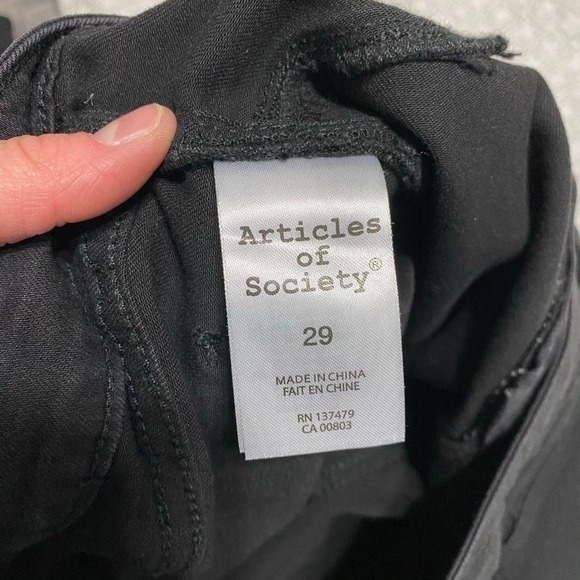 Articles
of
Society®
29
MADE IN CHINA
FAIT EN CHINE
RN 137479
CA 00803